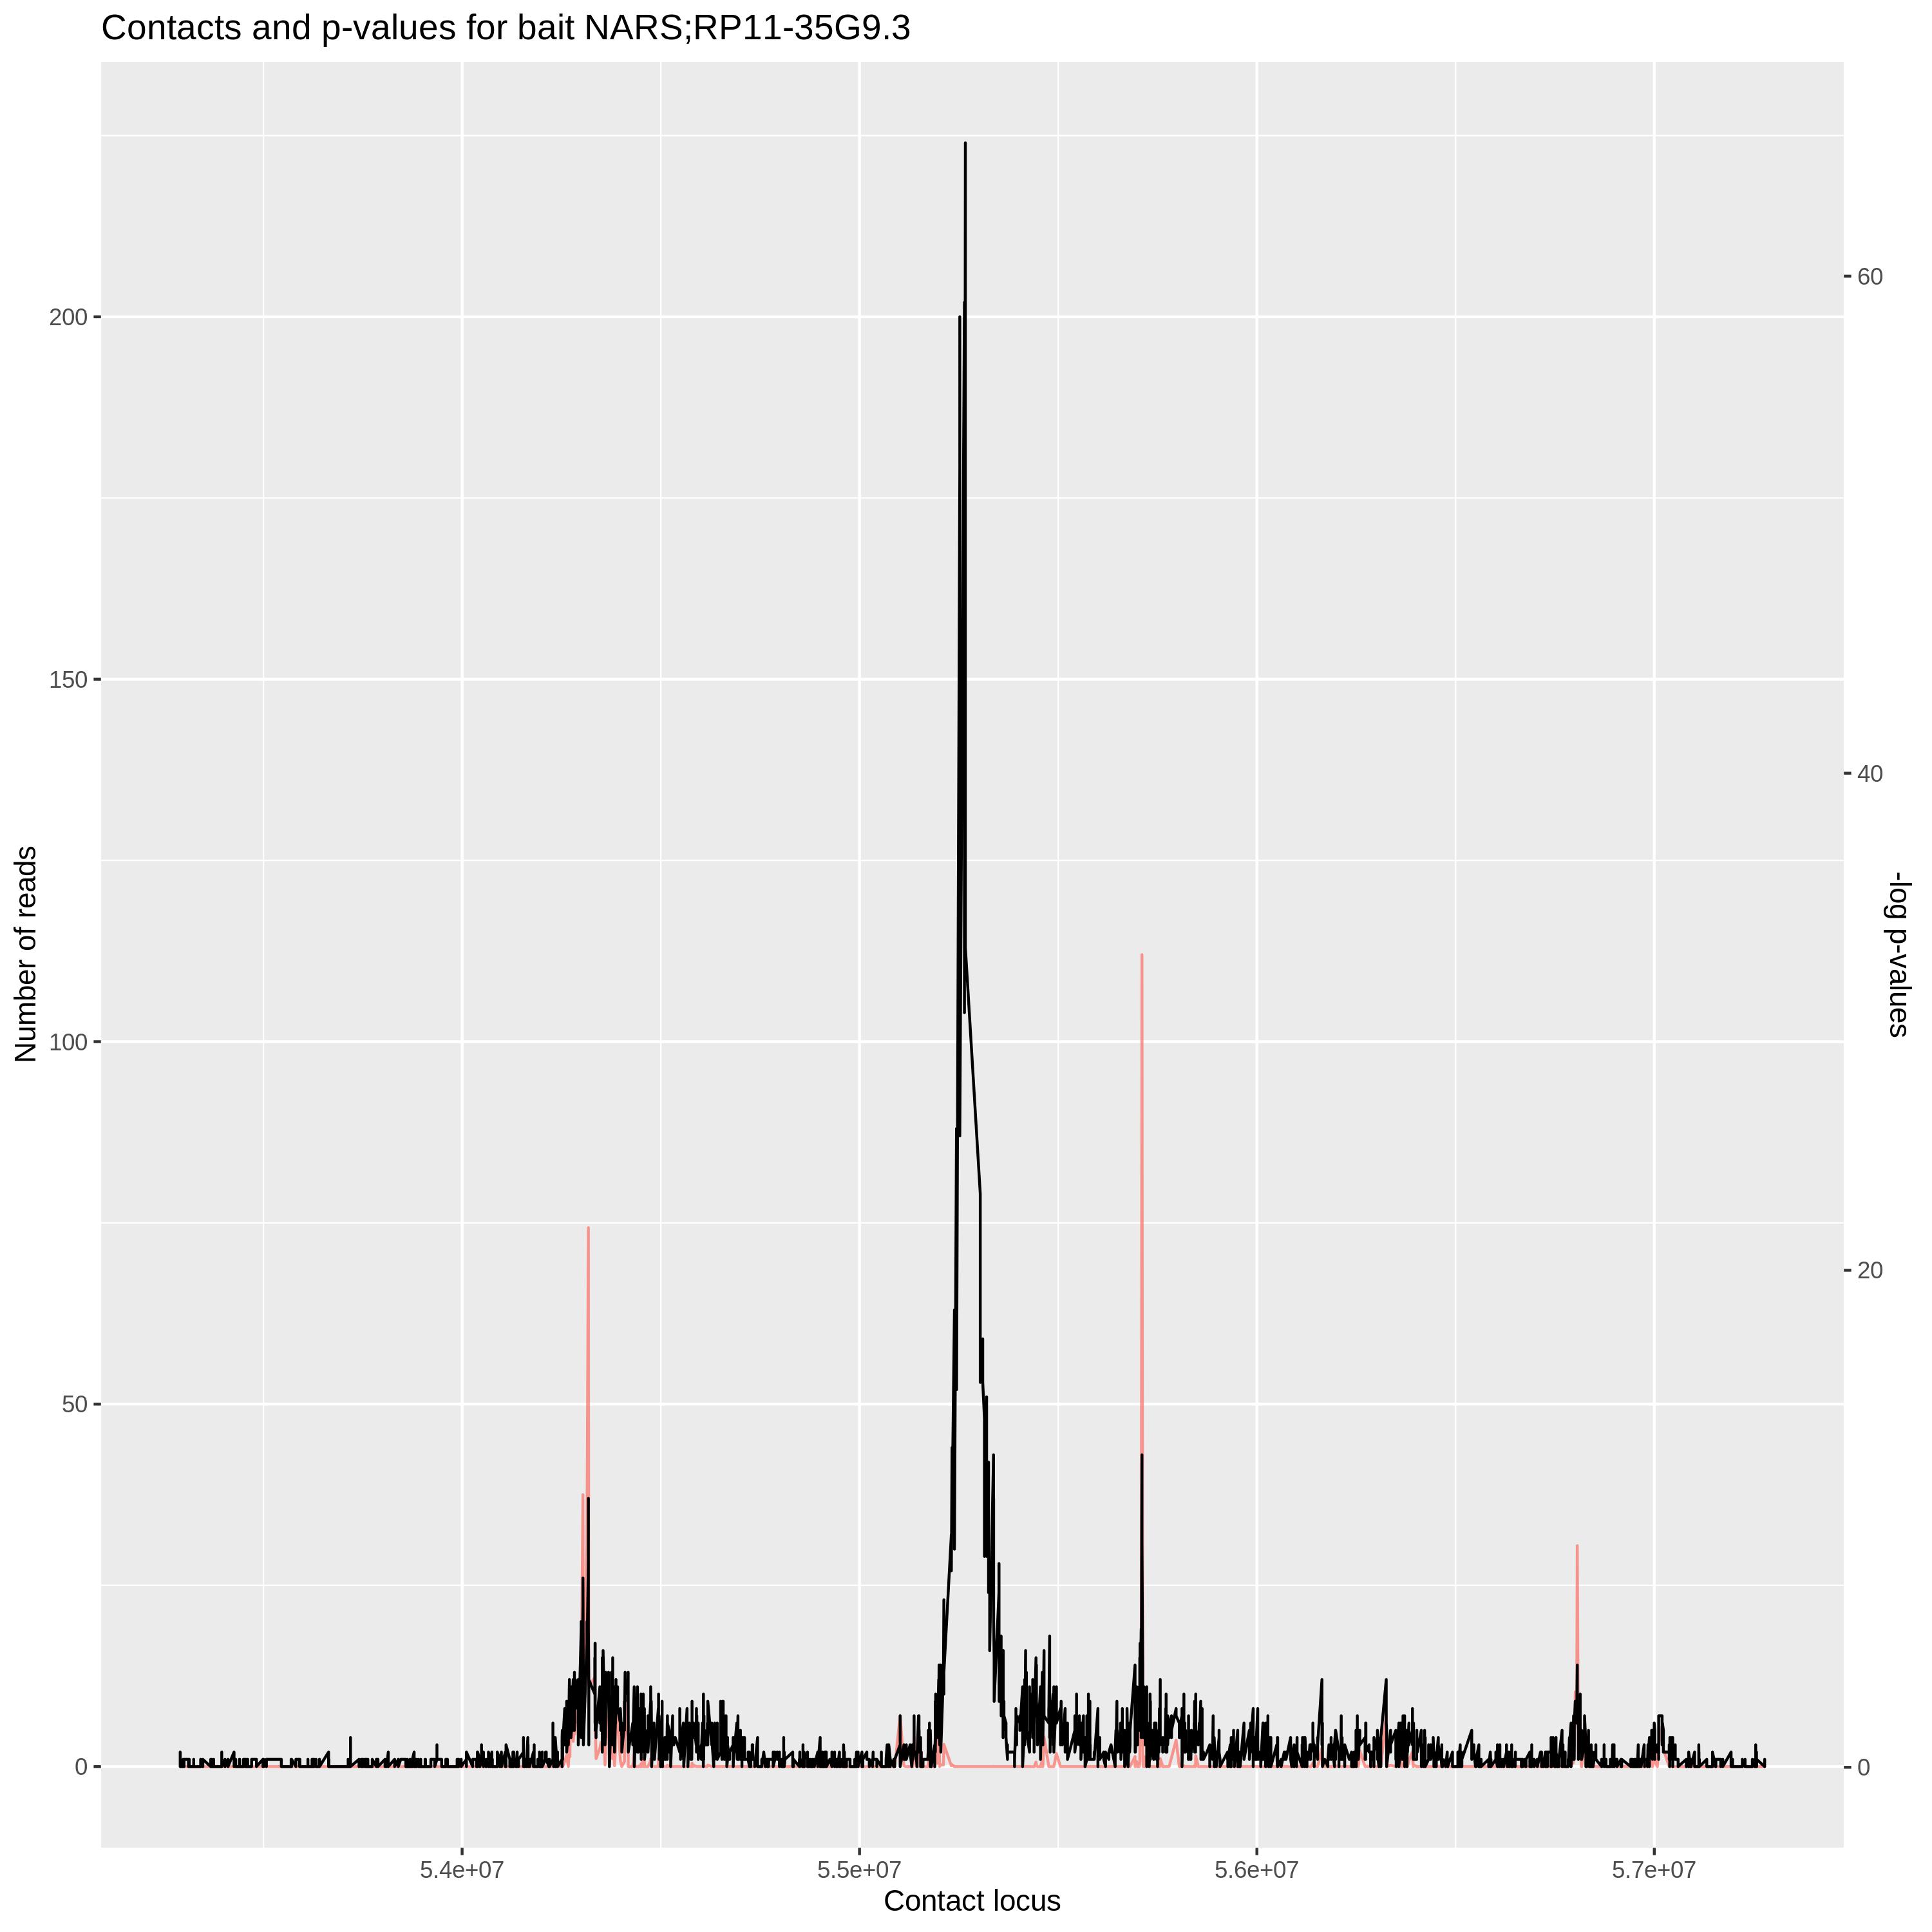 Contacts and p-values for bait NARS;RP11-35G9.3
Number of reads
200
150
100
50
0
60
40
20
0
-log p-values
5.4e+07
5.5e+07
5.6e+07
5.7e+07
Contact locus